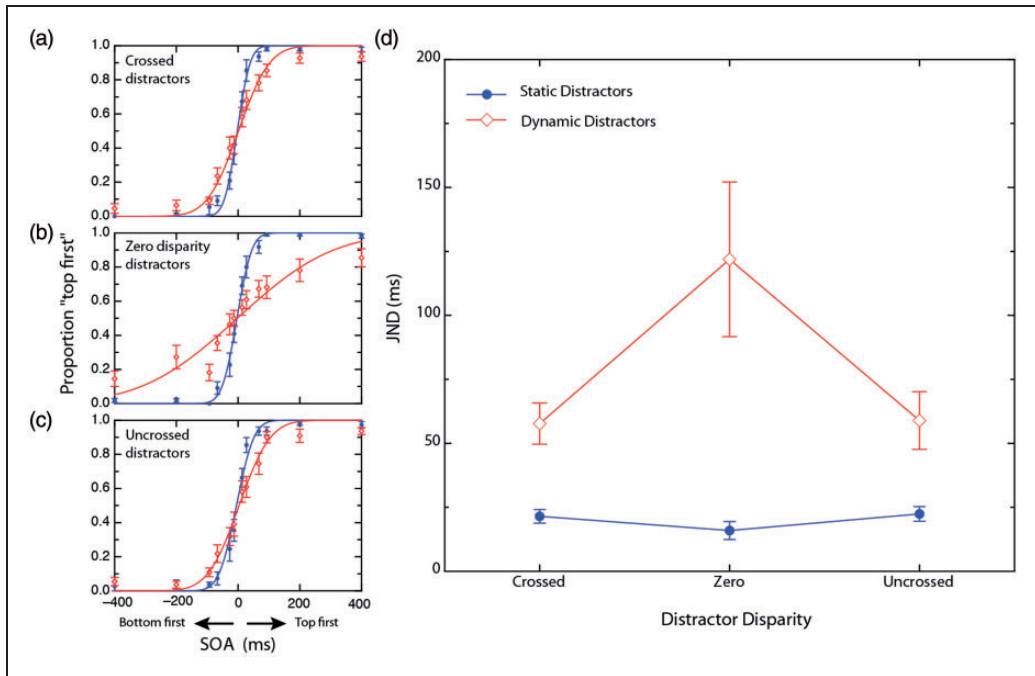 (a)
1.0
0.8
0.6
0.4
0.2
0.0
Crossed
distractors
(b)
1.0
0.8
0.6
0.4
0.2
0.0
Zero disparity
distractors
(c)
1.0
0.8
0.6
0.4
0.2
0.0
Uncrossed
distractors
Proportion "top first"
−400 −200 0 200 400
Bottom first Top first
SOA (ms)
(d)
200
150
100
50
0
JND (ms)
Static Distractors
Dynamic Distractors
Crossed Zero Uncrossed
Distractor Disparity